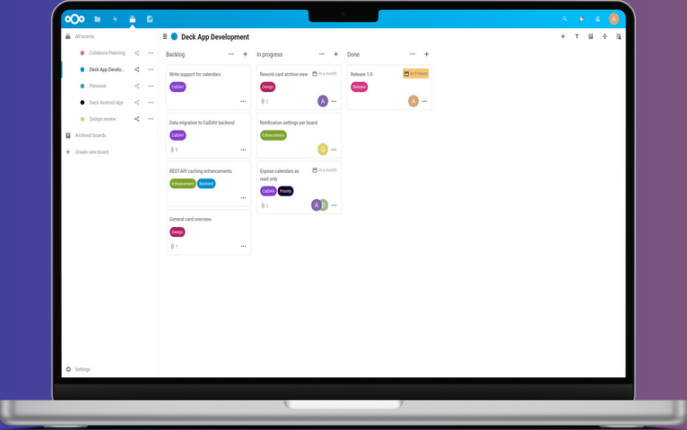 All boards
Deck App Development
Collabora Planning
Deck App Develo...
Personal
Deck Android App
Design review
Archived boards
Create new board
Settings
Backlog
Write support for calendars
CalDAV
Data migration to CalDAV backend
CalDAV
REST-API caching enhancements
Enhancement
Backend
General card overview
Design
In progress
Rework card archive view
in a month
Design
A
Notification settings per board
Enhancement
Expose calendars as
read only
in a month
CalDAV
Priority
A
Done
Release 1.0
in 5 hours
Release
A